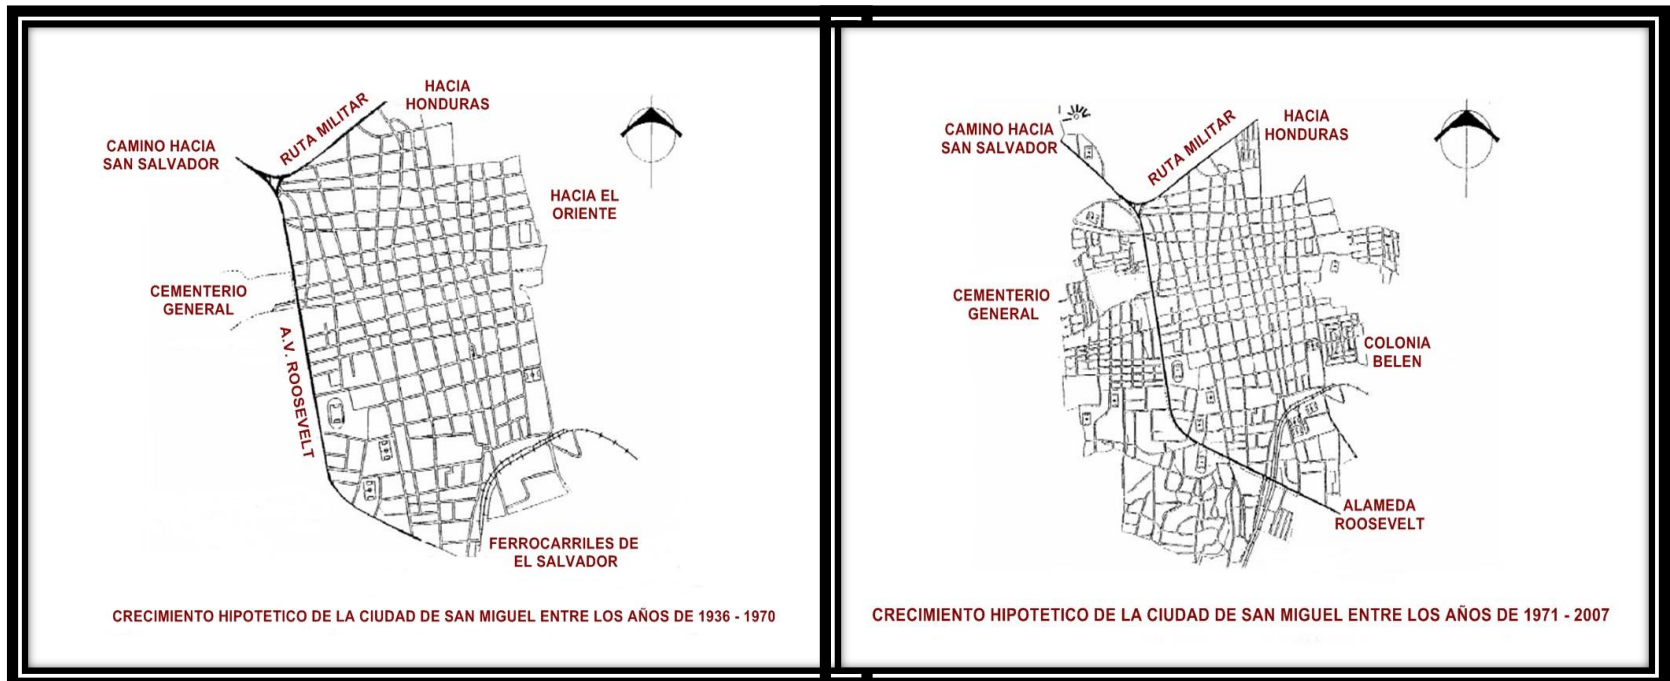 HACIA
HONDURAS
RUTA MILITAR
CAMINO HACIA
SAN SALVADOR
HACIA EL
ORIENTE
CEMENTERIO
GENERAL
A.V. ROOSEVELT
FERROCARRILES DE
EL SALVADOR
CRECIMIENTO HIPOTETICO DE LA CIUDAD DE SAN MIGUEL ENTRE LOS AÑOS DE 1936 - 1970
HACIA
HONDURAS
RUTA MILITAR
CAMINO HACIA
SAN SALVADOR
CEMENTERIO
GENERAL
COLONIA
BELEN
ALAMEDA
ROOSEVELT
CRECIMIENTO HIPOTETICO DE LA CIUDAD DE SAN MIGUEL ENTRE LOS AÑOS DE 1971 - 2007